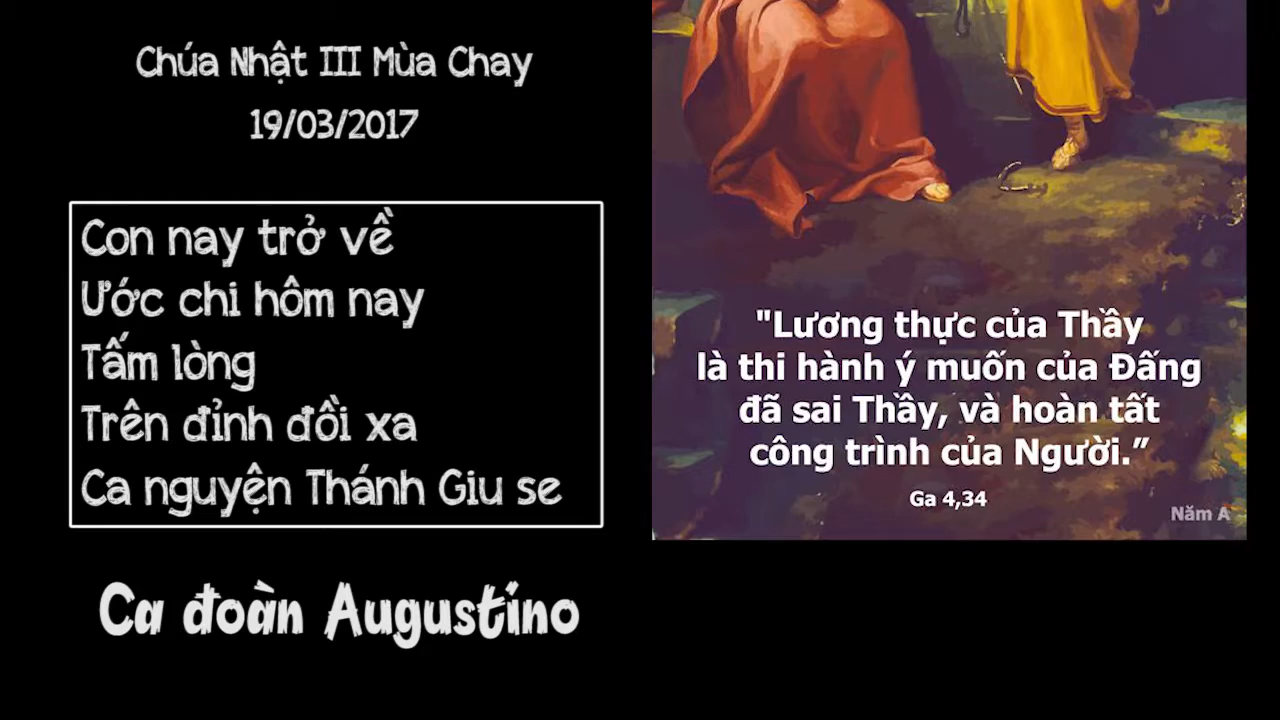 Chúa Nhật III Mùa Chay
19/03/2017
Con nay trở về
Ước chi hôm nay
Tấm lòng
Trên đỉnh đồi xa
Ca nguyện Thánh Giu se
Ca đoàn Augustino
"Lương thực của Thầy
là thi hành ý muốn của Đấng
đã sai Thầy, và hoàn tất
công trình của Người.”
Ga 4,34
Năm A